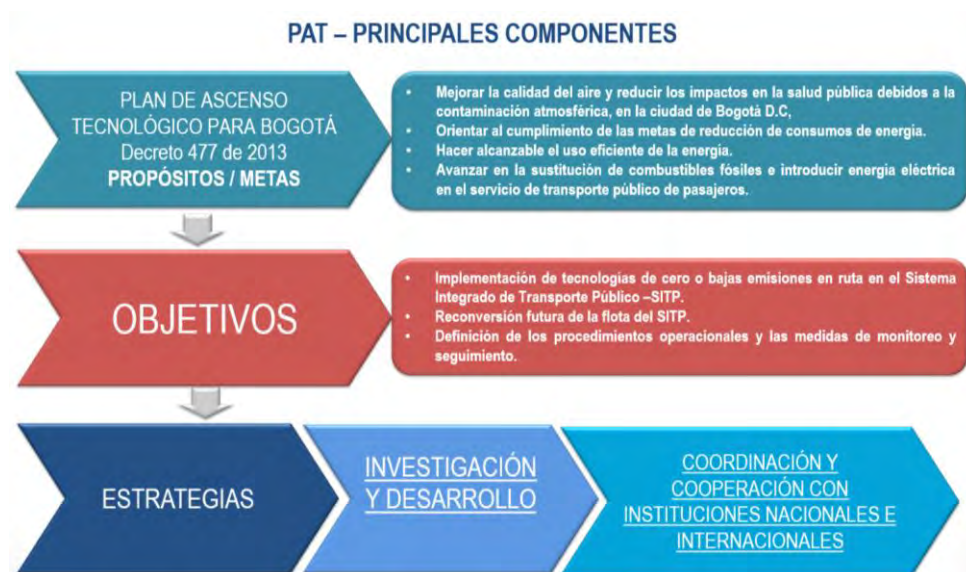 PAT – PRINCIPALES COMPONENTES
PLAN DE ASCENSO
TECNOLÓGICO PARA BOGOTÁ
Decreto 477 de 2013
PROPÓSITOS / METAS
• Mejorar la calidad del aire y reducir los impactos en la salud pública debidos a la
contaminación atmosférica, en la ciudad de Bogotà D.C,
• Orientar al cumplimiento de las metas de reducción de consumos de energía.
• Hacer alcanzable el uso eficiente de la energía.
• Avanzar en la sustitución de combustibles fósiles e introducir energía eléctrica
en el servicio de transporte público de pasajeros.
OBJETIVOS
• Implementación de tecnologías de cero o bajas emisiones en ruta en el Sistema
Integrado de Transporte Público –SITP.
• Reconversión futura de la flota del SITP.
• Definición de los procedimientos operacionales y las medidas de monitoreo y
seguimiento.
ESTRATEGIAS
INVESTIGACIÓN
Y DESARROLLO
COORDINACIÓN Y
COOPERACIÓN CON
INSTITUCIONES NACIONALES E
INTERNACIONALES